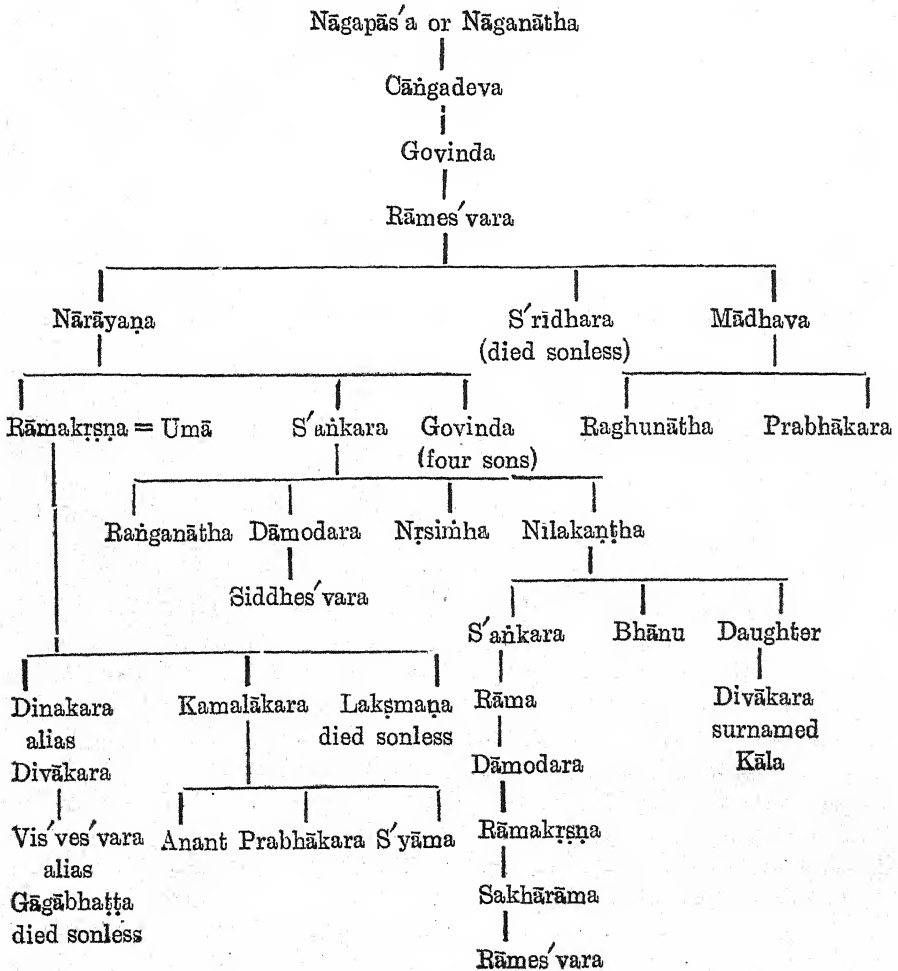 Nāgapās′a or Nāganātha
Cāṅgadeva
Govinda
Rāmes′vara
Nārāyaṇa S′rīdhara Mādhava
(died sonless)
Rāmakṛsṇa = Umā S′aṅkara Govinda Raghunātha Prabhākara
(four sons)
Raṅganātha Dāmodara Nṛsiṁha Nīlakaṇṭha
Siddhes′vara
S′aṅkara Bhānu Daughter
Dinakara Kamalākara Lakṣmaṇa Rāma Divākara
alias died sonless surnamed
Divākara Dāmodara Kāla
Vis′ves′vara Anant Prabhākara S′yāma Rāmakṛṣṇa
alias
Gāgābhaṭṭa Sakhārāma
died sonless
Rāmes′vara